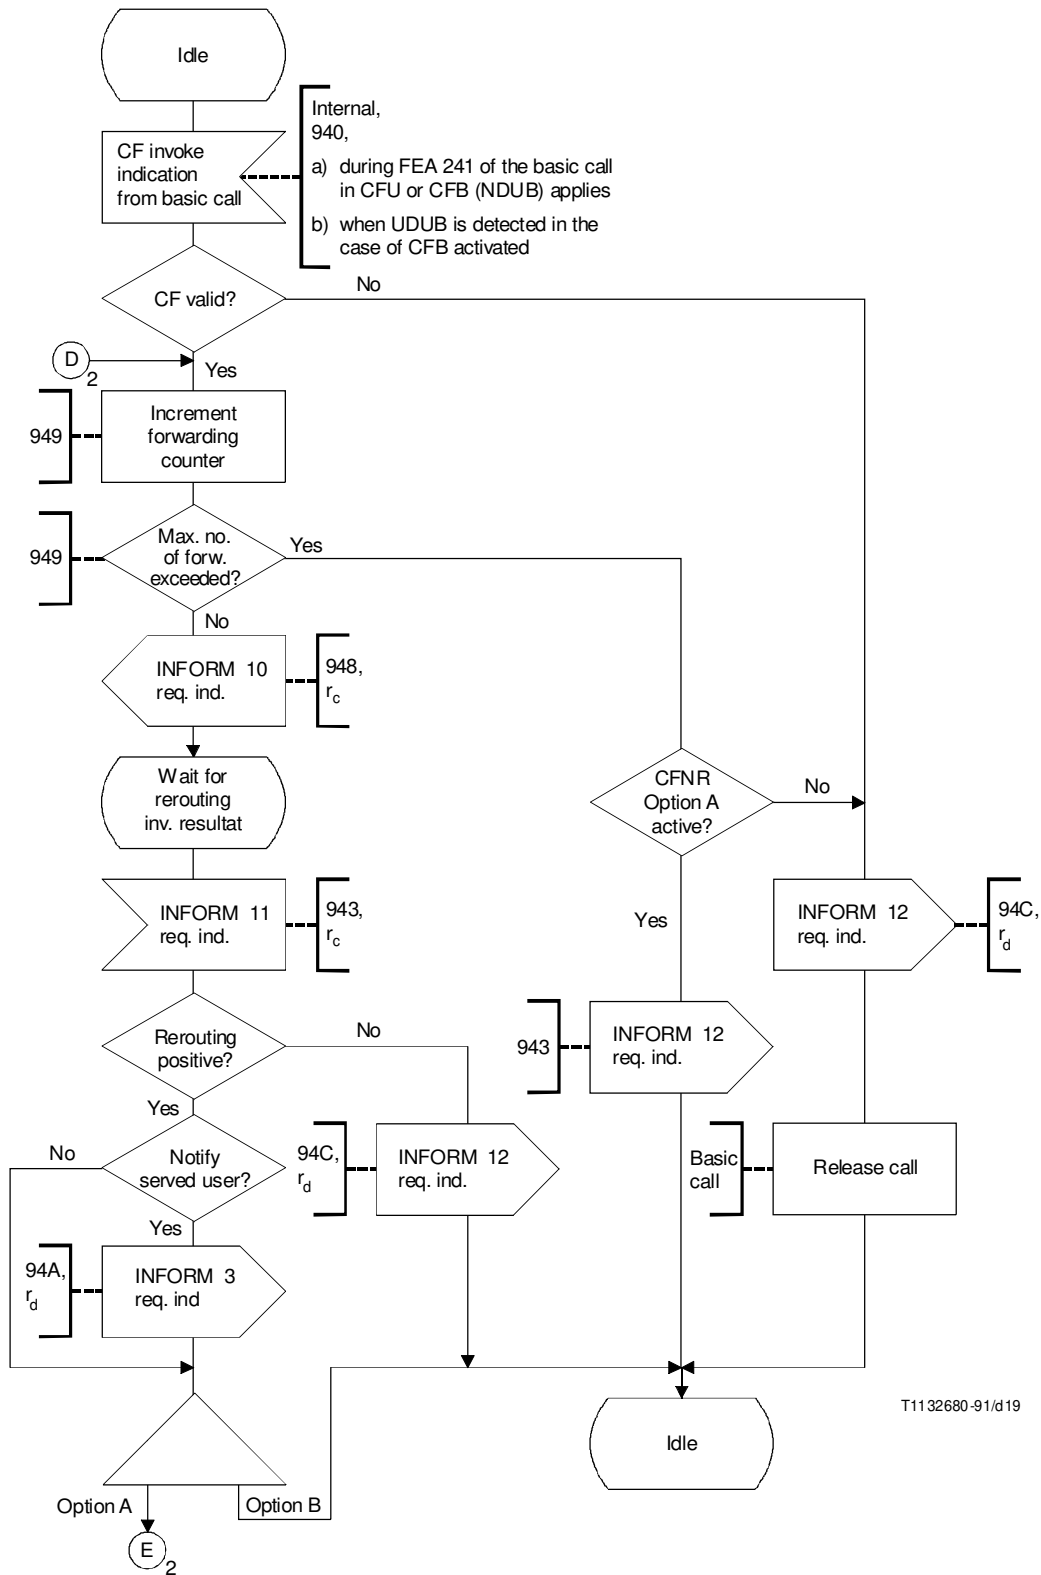 Idle
CF invoke
indication
from basic call
Internal,
940,
a) during FEA 241 of the basic call
in CFU or CFB (NDUB) applies
b) when UDUB is detected in the
case of CFB activated
CF valid?
No
D
2
Yes
949
Increment
forwarding
counter
949
Max. no.
of forw.
exceeded?
Yes
No
INFORM 10
req. ind.
948,
rc
Wait for
rerouting
inv. resultat
CFNR
Option A
active?
No
INFORM 11
req. ind.
943,
rc
Yes
INFORM 12
req. ind.
94C,
rd
Rerouting
positive?
No
943
INFORM 12
req. ind.
Yes
No
Notify
served user?
94C,
rd
INFORM 12
req. ind.
Basic
call
Release call
Yes
94A,
rd
INFORM 3
req. ind
T1132680-91/d19
Idle
Option A
Option B
E
2